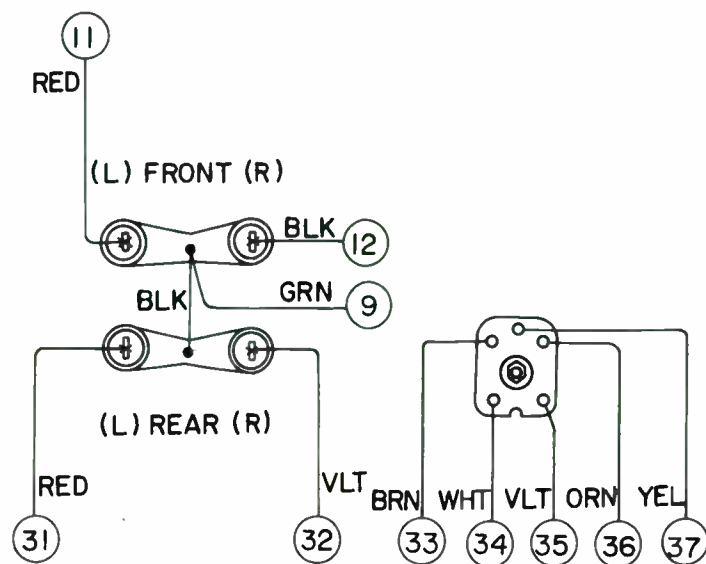 11
RED
(L) FRONT (R)
BLK
12
BLK
GRN
9
(L) REAR (R)
RED
VLT
BRN
WHT
VLT
ORN
YEL
31
32
33
34
35
36
37